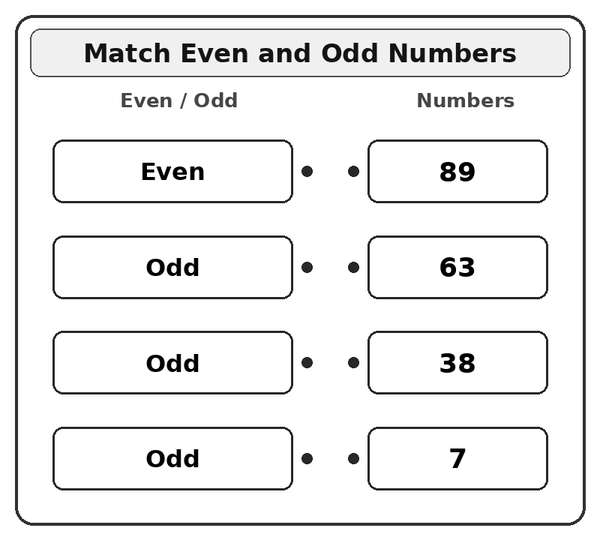 Match Even and Odd Numbers
Even / Odd Numbers
Even 89
Odd 63
Odd 38
Odd 7